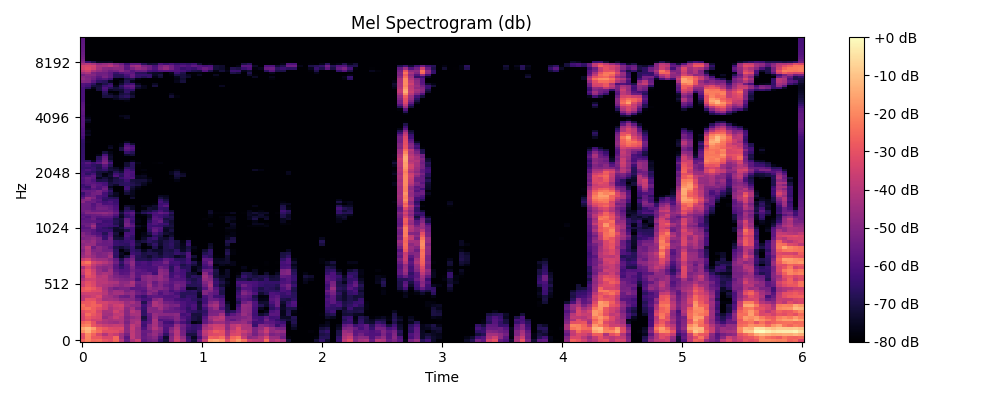 Mel Spectrogram (db)
8192
4096
2048
1024
512
0
Hz
0 1 2 3 4 5 6
Time
+0 dB
-10 dB
-20 dB
-30 dB
-40 dB
-50 dB
-60 dB
-70 dB
-80 dB